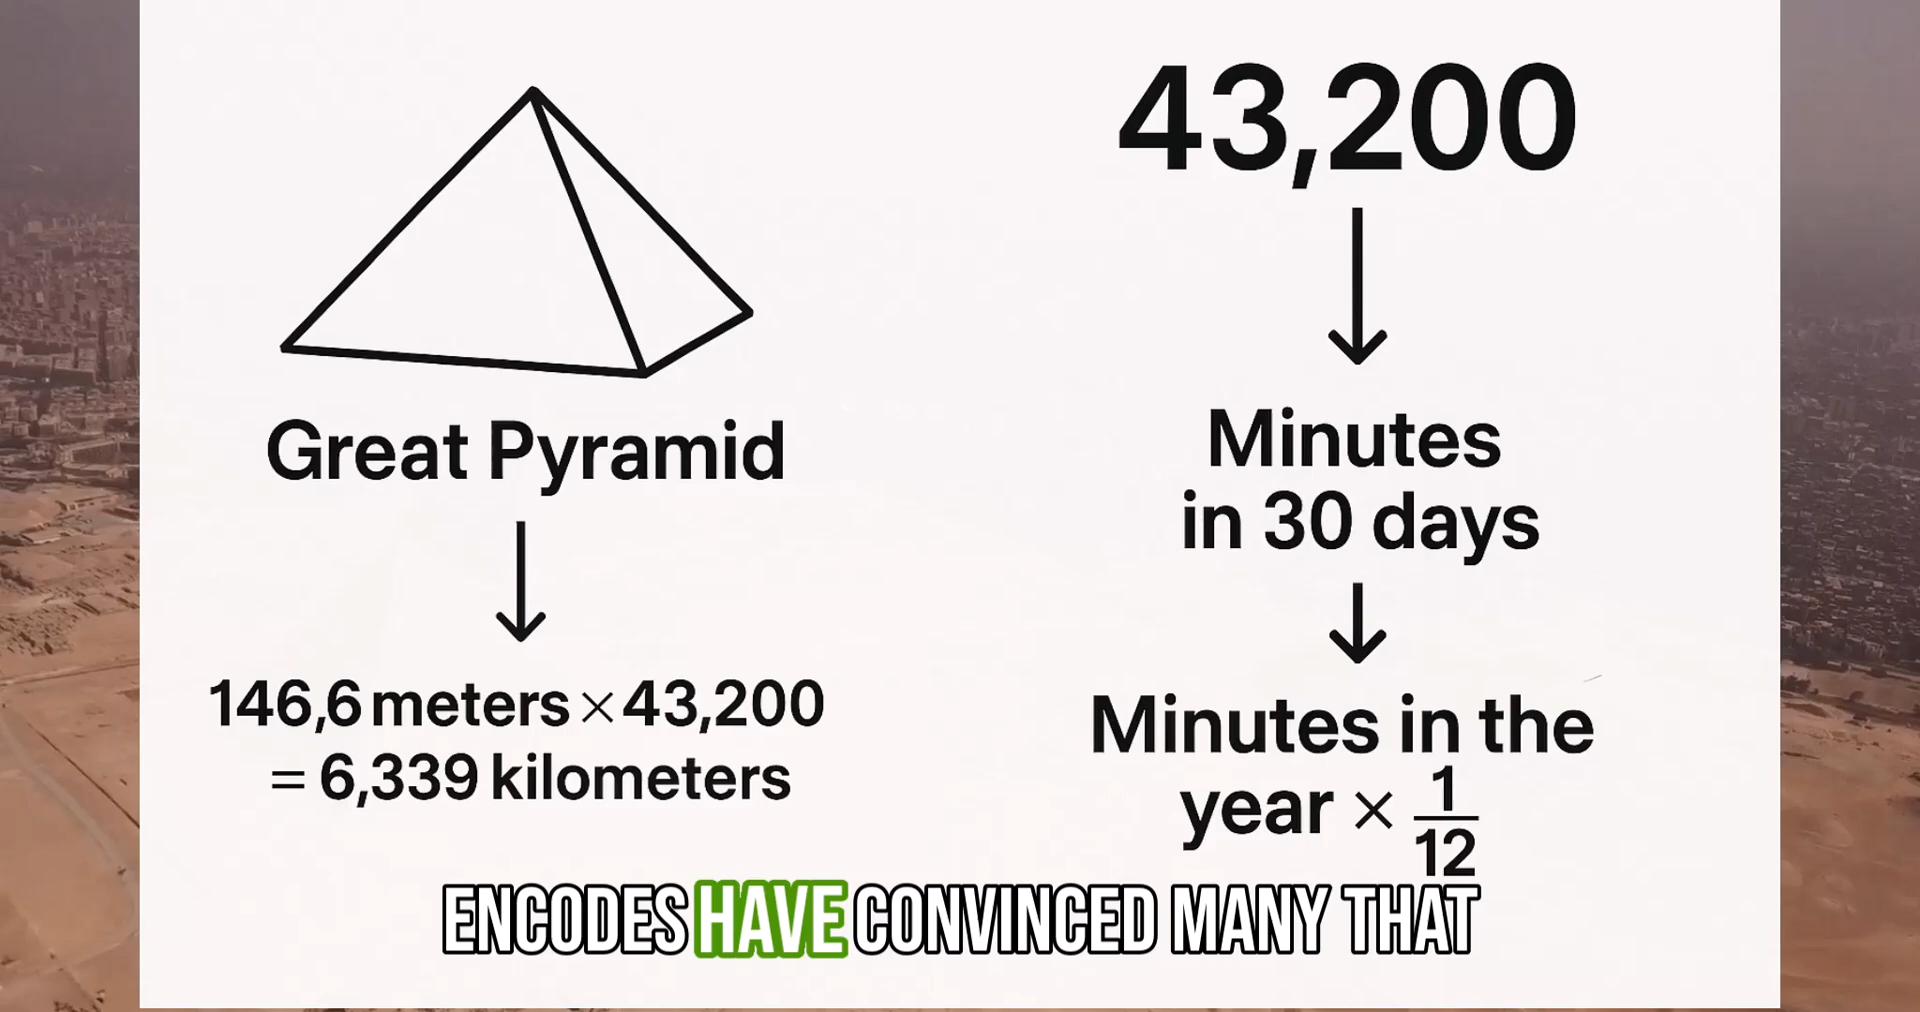 Great Pyramid
146,6 meters × 43,200
= 6,339 kilometers
43,200
Minutes
in 30 days
Minutes in the
year × 1/12
ENCODES HAVE CONVINCED MANY THAT